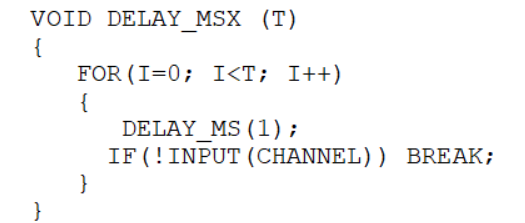 VOID DELAY_MSX (T)
{
FOR(I=0; I<T; I++)
{
DELAY_MS(1);
IF(!INPUT(CHANNEL)) BREAK;
}
}